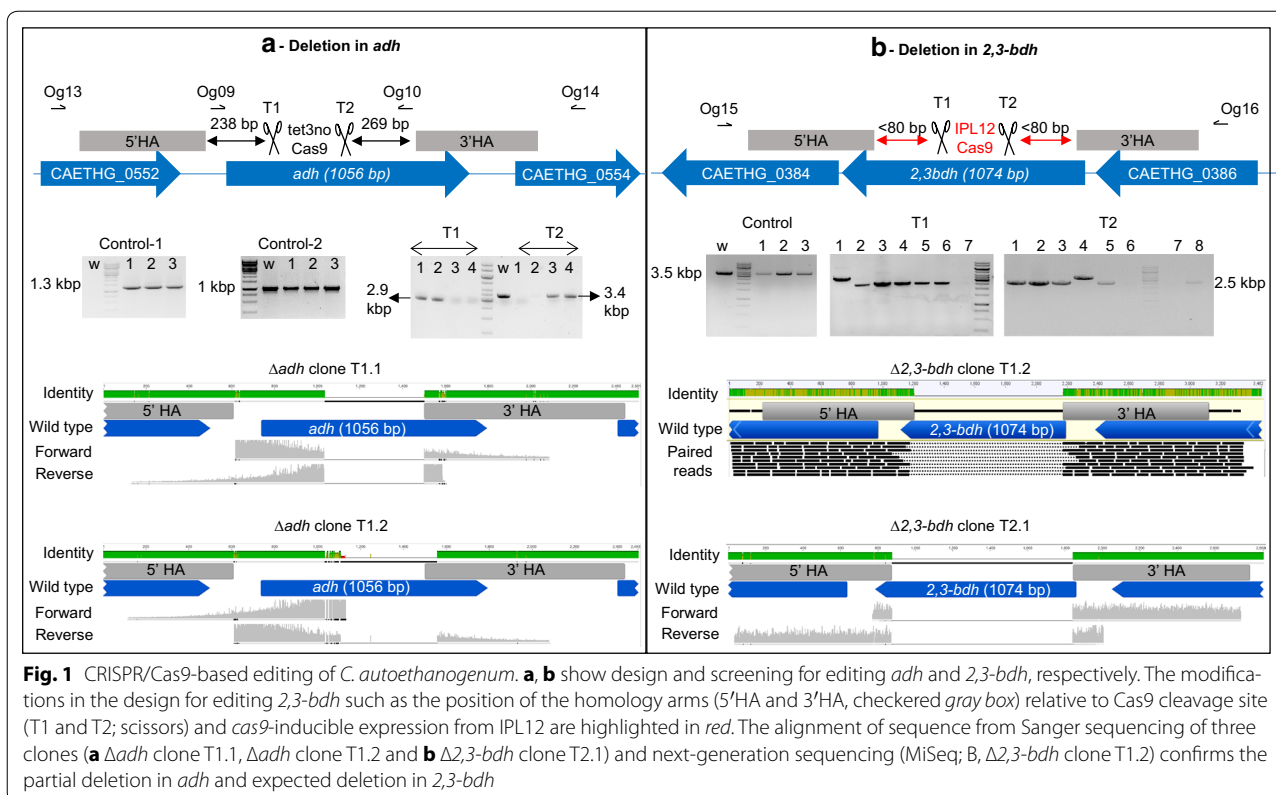 a - Deletion in adh
Og13
Og09
T1
T2
Og10
Og14
238 bp
tet3no
Cas9
269 bp
5'HA
3'HA
CAETHG_0552
adh (1056 bp)
CAETHG_0554
Control-1
w 1 2 3
1.3 kbp
Control-2
w 1 2 3
1 kbp
T1
T2
1 2 3 4
w 1 2 3 4
2.9
kbp
3.4
kbp
Δadh clone T1.1
Identity
5' HA
3' HA
Wild type
adh (1056 bp)
Forward
Reverse
Δadh clone T1.2
Identity
5' HA
3' HA
Wild type
adh (1056 bp)
Forward
Reverse
b - Deletion in 2,3-bdh
Og15
T1
T2
Og16
<80 bp
IPL12
Cas9
<80 bp
5'HA
3'HA
CAETHG_0384
2,3bdh (1074 bp)
CAETHG_0386
Control
T1
T2
w 1 2 3
1 2 3 4 5 6 7
1 2 3 4 5 6 7 8
3.5 kbp
2.5 kbp
Δ2,3-bdh clone T1.2
Identity
5' HA
3' HA
Wild type
2,3-bdh (1074 bp)
Paired
reads
Δ2,3-bdh clone T2.1
Identity
5' HA
3' HA
Wild type
2,3-bdh (1074 bp)
Forward
Reverse
Fig. 1 CRISPR/Cas9-based editing of C. autoethanogenum. a, b show design and screening for editing adh and 2,3-bdh, respectively. The modifica-
tions in the design for editing 2,3-bdh such as the position of the homology arms (5′HA and 3′HA, checkered gray box) relative to Cas9 cleavage site
(T1 and T2; scissors) and cas9-inducible expression from IPL12 are highlighted in red. The alignment of sequence from Sanger sequencing of three
clones (a Δadh clone T1.1, Δadh clone T1.2 and b Δ2,3-bdh clone T2.1) and next-generation sequencing (MiSeq; B, Δ2,3-bdh clone T1.2) confirms the
partial deletion in adh and expected deletion in 2,3-bdh